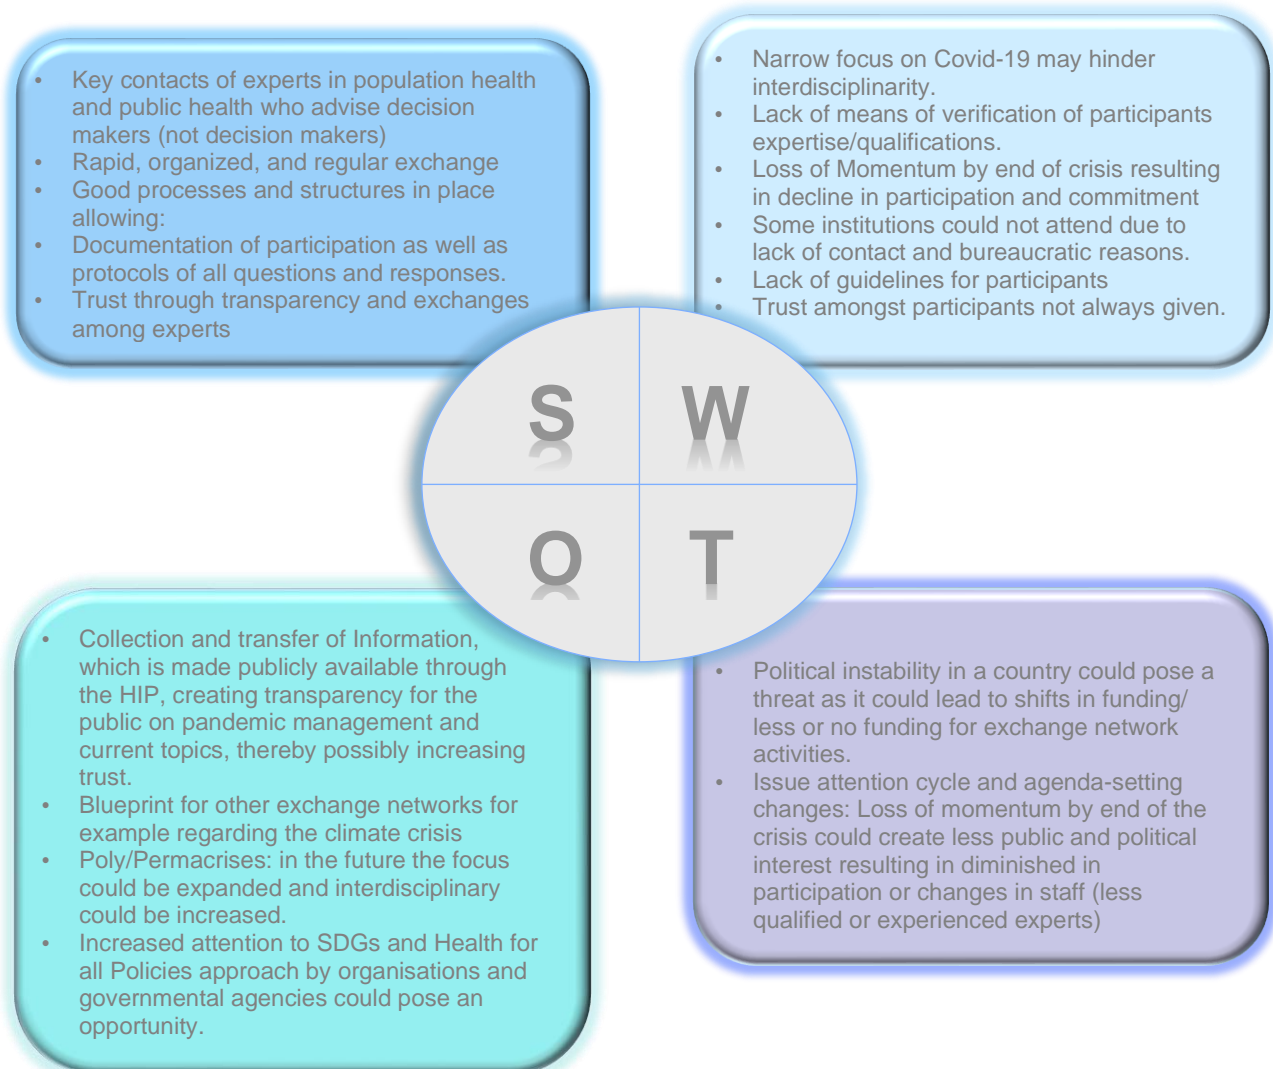 • Key contacts of experts in population health
and public health who advise decision
makers (not decision makers)
• Rapid, organized, and regular exchange
• Good processes and structures in place
allowing:
• Documentation of participation as well as
protocols of all questions and responses.
• Trust through transparency and exchanges
among experts
• Narrow focus on Covid-19 may hinder
interdisciplinarity.
• Lack of means of verification of participants
expertise/qualifications.
• Loss of Momentum by end of crisis resulting
in decline in participation and commitment
• Some institutions could not attend due to
lack of contact and bureaucratic reasons.
• Lack of guidelines for participants
• Trust amongst participants not always given.
S W
O T
• Collection and transfer of Information,
which is made publicly available through
the HIP, creating transparency for the
public on pandemic management and
current topics, thereby possibly increasing
trust.
• Blueprint for other exchange networks for
example regarding the climate crisis
• Poly/Permacrises: in the future the focus
could be expanded and interdisciplinary
could be increased.
• Increased attention to SDGs and Health for
all Policies approach by organisations and
governmental agencies could pose an
opportunity.
• Political instability in a country could pose a
threat as it could lead to shifts in funding/
less or no funding for exchange network
activities.
• Issue attention cycle and agenda-setting
changes: Loss of momentum by end of the
crisis could create less public and political
interest resulting in diminished in
participation or changes in staff (less
qualified or experienced experts)